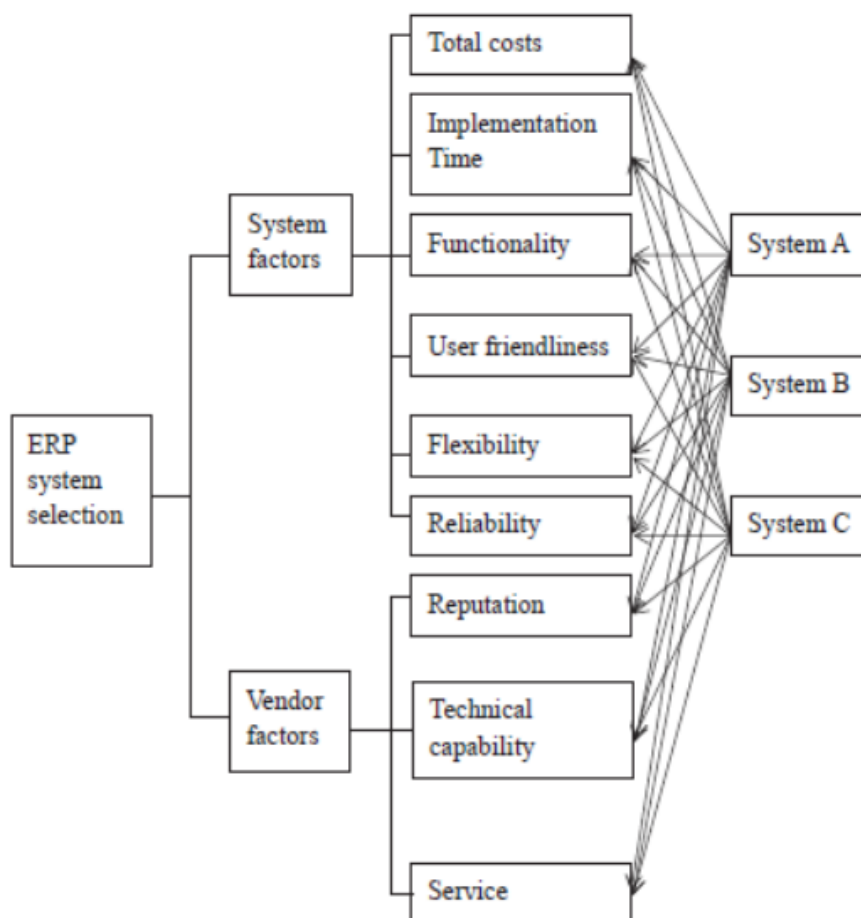 Total costs
Implementation
Time
System
factors
Functionality
System A
User friendliness
System B
ERP
system
selection
Flexibility
Reliability
System C
Reputation
Vendor
factors
Technical
capability
Service